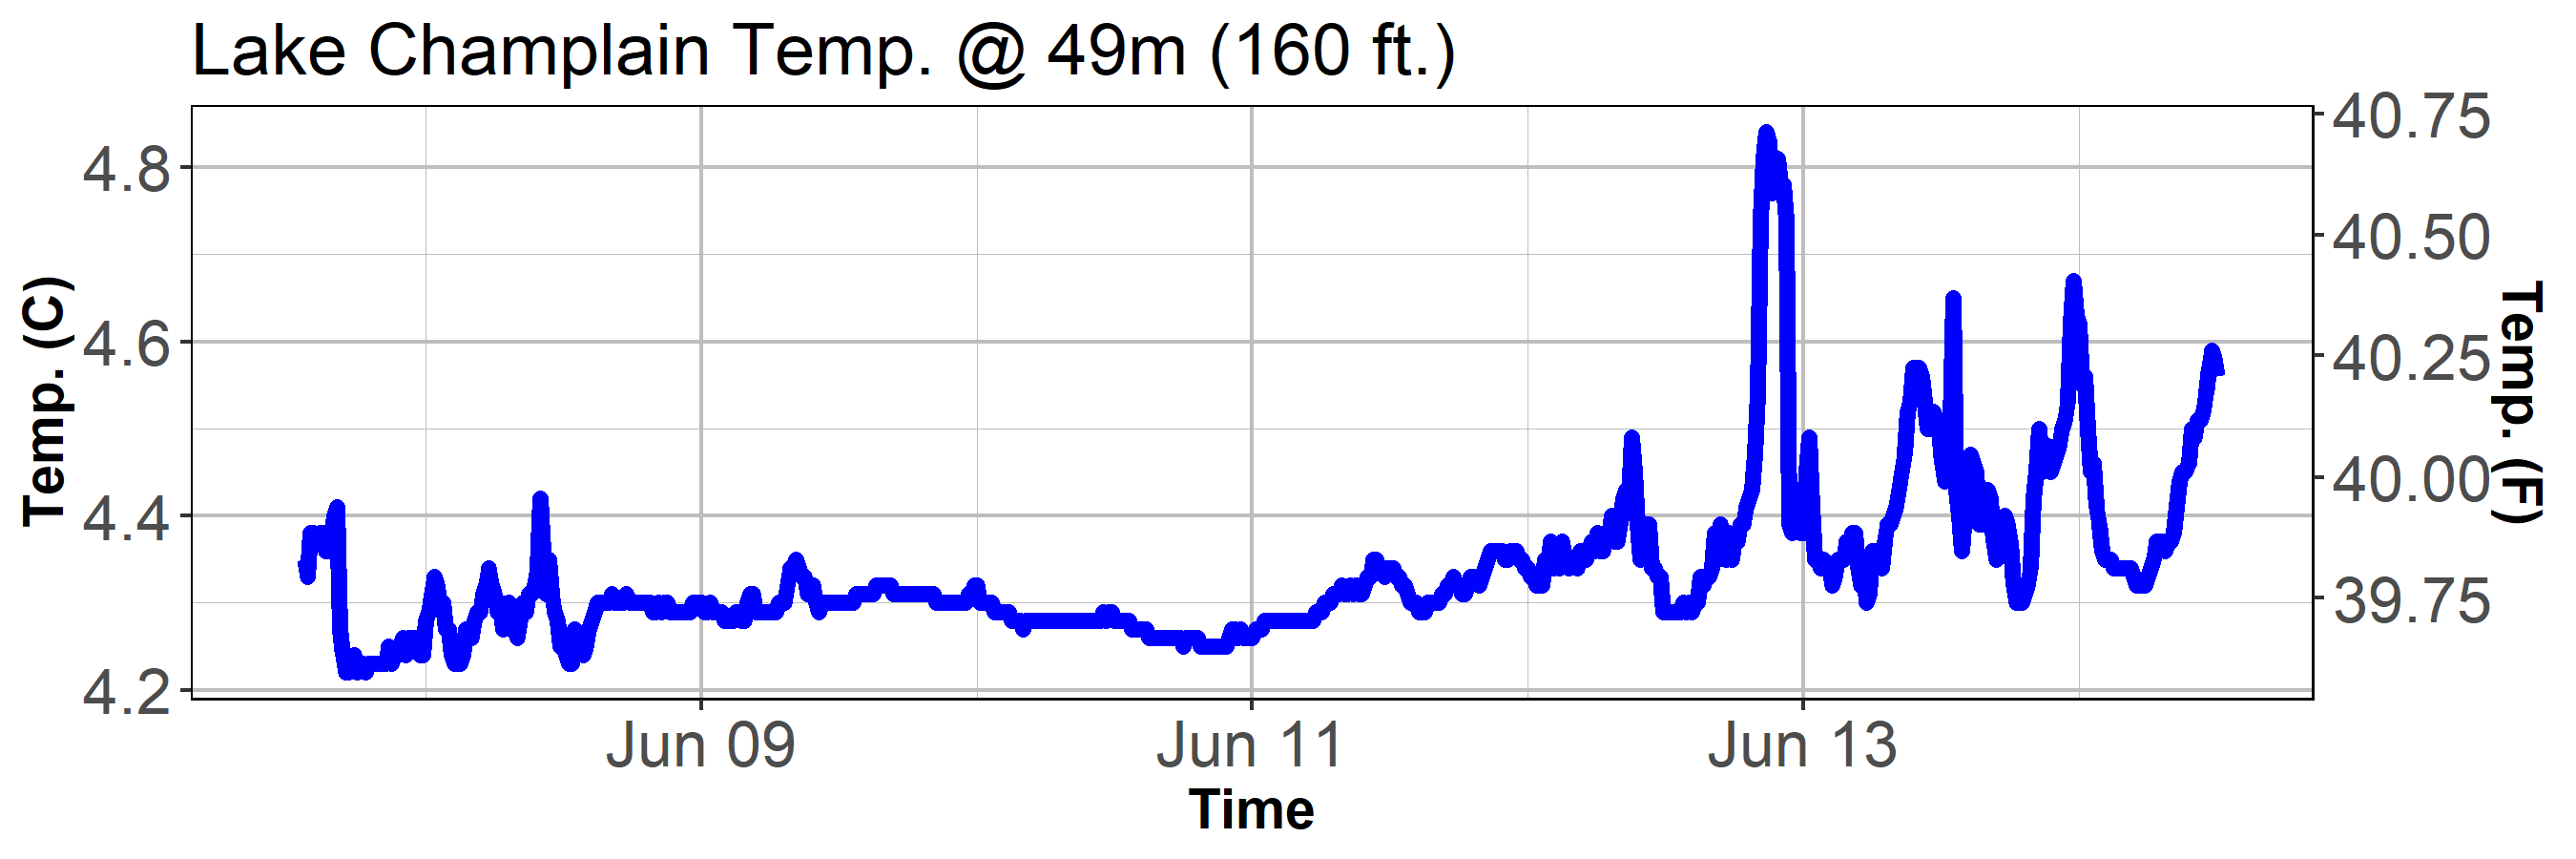 Lake Champlain Temp. @ 49m (160 ft.)
Temp. (C)
4.8
4.6
4.4
4.2
40.75
40.50
40.25
40.00
39.75
Temp. (F)
Jun 09
Jun 11
Jun 13
Time